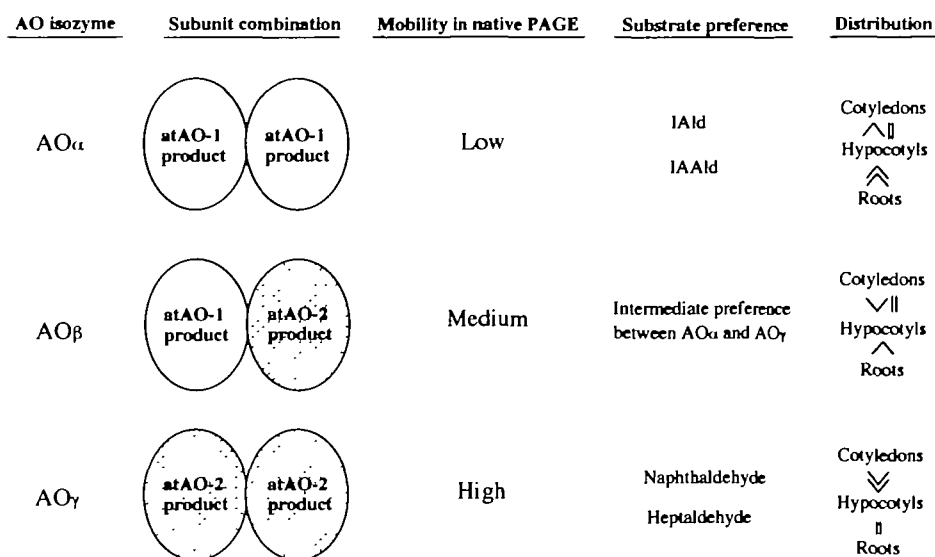 AO isozyme Subunit combination Mobility in native PAGE Substrate preference Distribution
AOα
atAO-1 product
atAO-1 product
Low
IAld
IAAld
Cotyledons
Hypocotyls
Roots
AOβ
atAO-1 product
atAO-2 product
Medium
Intermediate preference
between AOα and AOγ
Cotyledons
Hypocotyls
Roots
AOγ
atAO-2 product
atAO-2 product
High
Naphthaldehyde
Heptaldehyde
Cotyledons
Hypocotyls
Roots